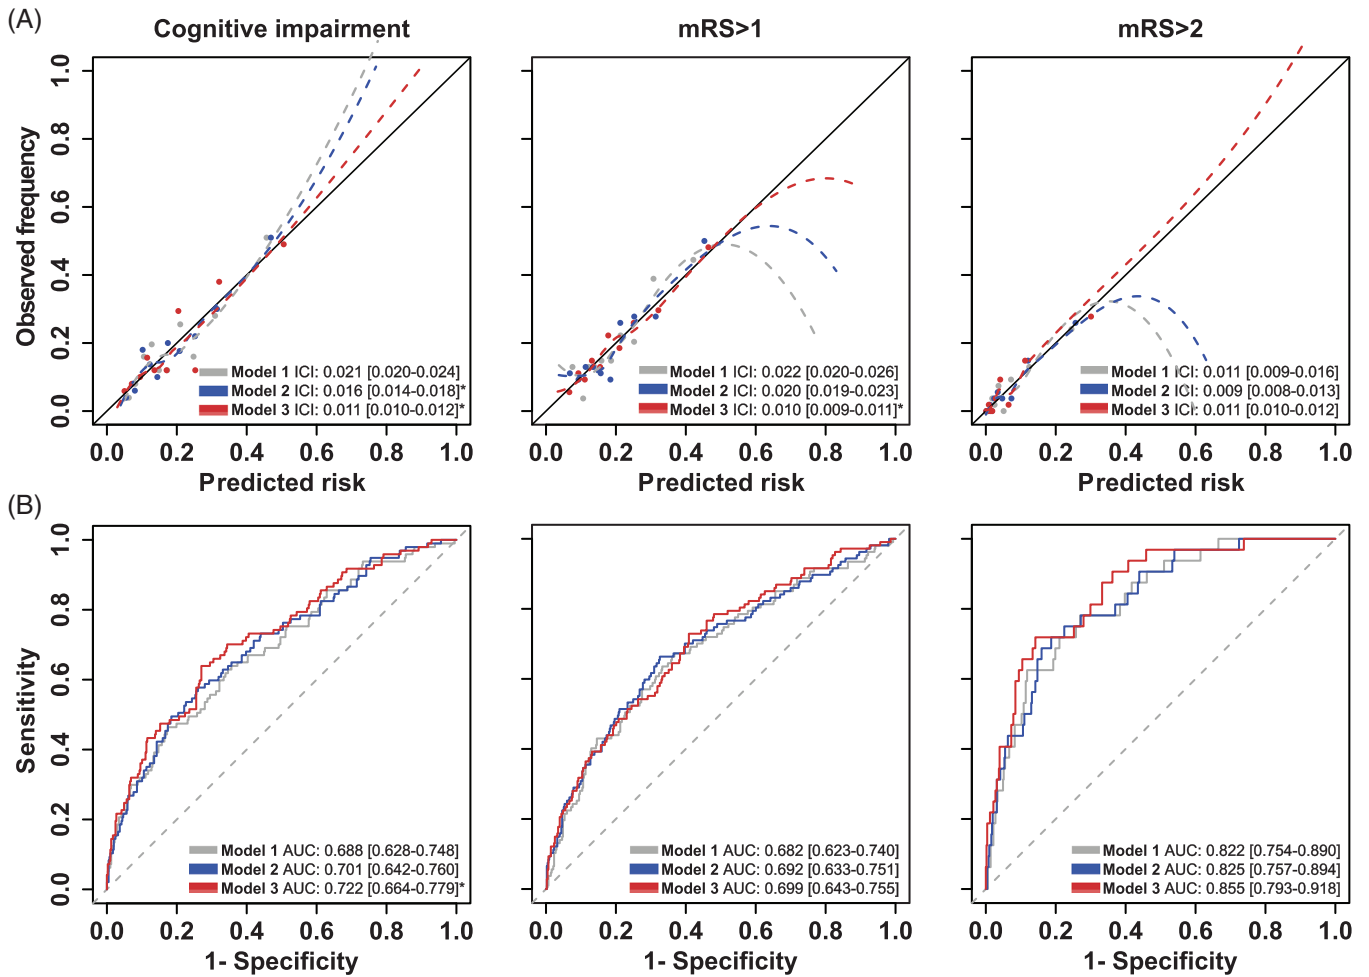 (A)
Cognitive impairment
mRS>1
mRS>2
Observed frequency
1.0
0.8
0.6
0.4
0.2
0.0
Model 1 ICI: 0.021 [0.020-0.024]
Model 2 ICI: 0.016 [0.014-0.018]*
Model 3 ICI: 0.011 [0.010-0.012]*
Model 1 ICI: 0.022 [0.020-0.026]
Model 2 ICI: 0.020 [0.019-0.023]
Model 3 ICI: 0.010 [0.009-0.011]*
Model 1 ICI: 0.011 [0.009-0.016]
Model 2 ICI: 0.009 [0.008-0.013]
Model 3 ICI: 0.011 [0.010-0.012]
0.0 0.2 0.4 0.6 0.8 1.0
0.0 0.2 0.4 0.6 0.8 1.0
0.0 0.2 0.4 0.6 0.8 1.0
Predicted risk
Predicted risk
Predicted risk
(B)
Sensitivity
1.0
0.8
0.6
0.4
0.2
0.0
Model 1 AUC: 0.688 [0.628-0.748]
Model 2 AUC: 0.701 [0.642-0.760]
Model 3 AUC: 0.722 [0.664-0.779]*
Model 1 AUC: 0.682 [0.623-0.740]
Model 2 AUC: 0.692 [0.633-0.751]
Model 3 AUC: 0.699 [0.643-0.755]
Model 1 AUC: 0.822 [0.754-0.890]
Model 2 AUC: 0.825 [0.757-0.894]
Model 3 AUC: 0.855 [0.793-0.918]
0.0 0.2 0.4 0.6 0.8 1.0
0.0 0.2 0.4 0.6 0.8 1.0
0.0 0.2 0.4 0.6 0.8 1.0
1- Specificity
1- Specificity
1- Specificity